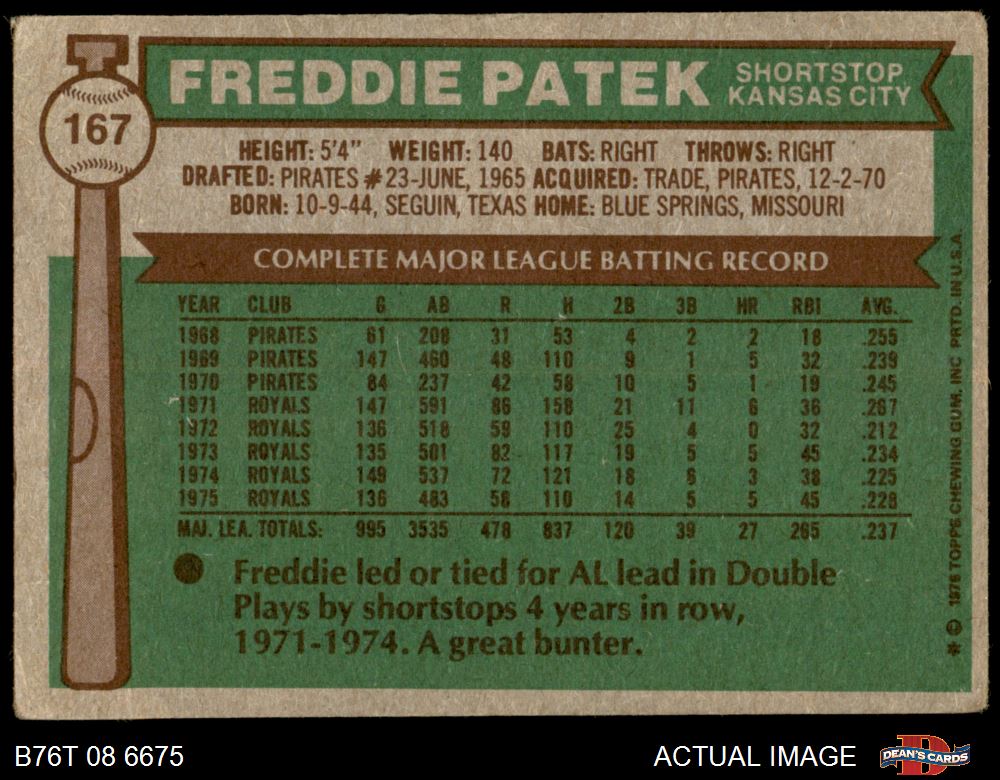 167
FREDDIE PATEK
SHORTSTOP
KANSAS CITY
HEIGHT: 5'4" WEIGHT: 140 BATS: RIGHT THROWS: RIGHT
DRAFTED: PIRATES #23-JUNE, 1965 ACQUIRED: TRADE, PIRATES, 12-2-70
BORN: 10-9-44, SEGUIN, TEXAS HOME: BLUE SPRINGS, MISSOURI
COMPLETE MAJOR LEAGUE BATTING RECORD
YEAR CLUB G AB R H 2B 3B HR RBI AVG.
1968 PIRATES 61 208 31 53 4 2 2 18 .255
1969 PIRATES 147 460 48 110 9 1 5 32 .239
1970 PIRATES 84 237 42 58 10 5 1 19 .245
1971 ROYALS 147 591 86 158 21 11 6 36 .267
1972 ROYALS 136 518 59 110 25 4 0 32 .212
1973 ROYALS 135 501 82 117 19 5 5 45 .234
1974 ROYALS 149 537 72 121 18 6 3 38 .225
1975 ROYALS 136 483 58 110 14 5 5 45 .228
MAJ. LEA. TOTALS: 995 3535 478 837 120 39 27 265 .237
● Freddie led or tied for AL lead in Double
Plays by shortstops 4 years in row,
1971-1974. A great bunter.
* © 1976 TOPPS CHEWING GUM, INC. PRTD. IN U.S.A.
B76T 08 6675
ACTUAL IMAGE
DEAN'S CARDS